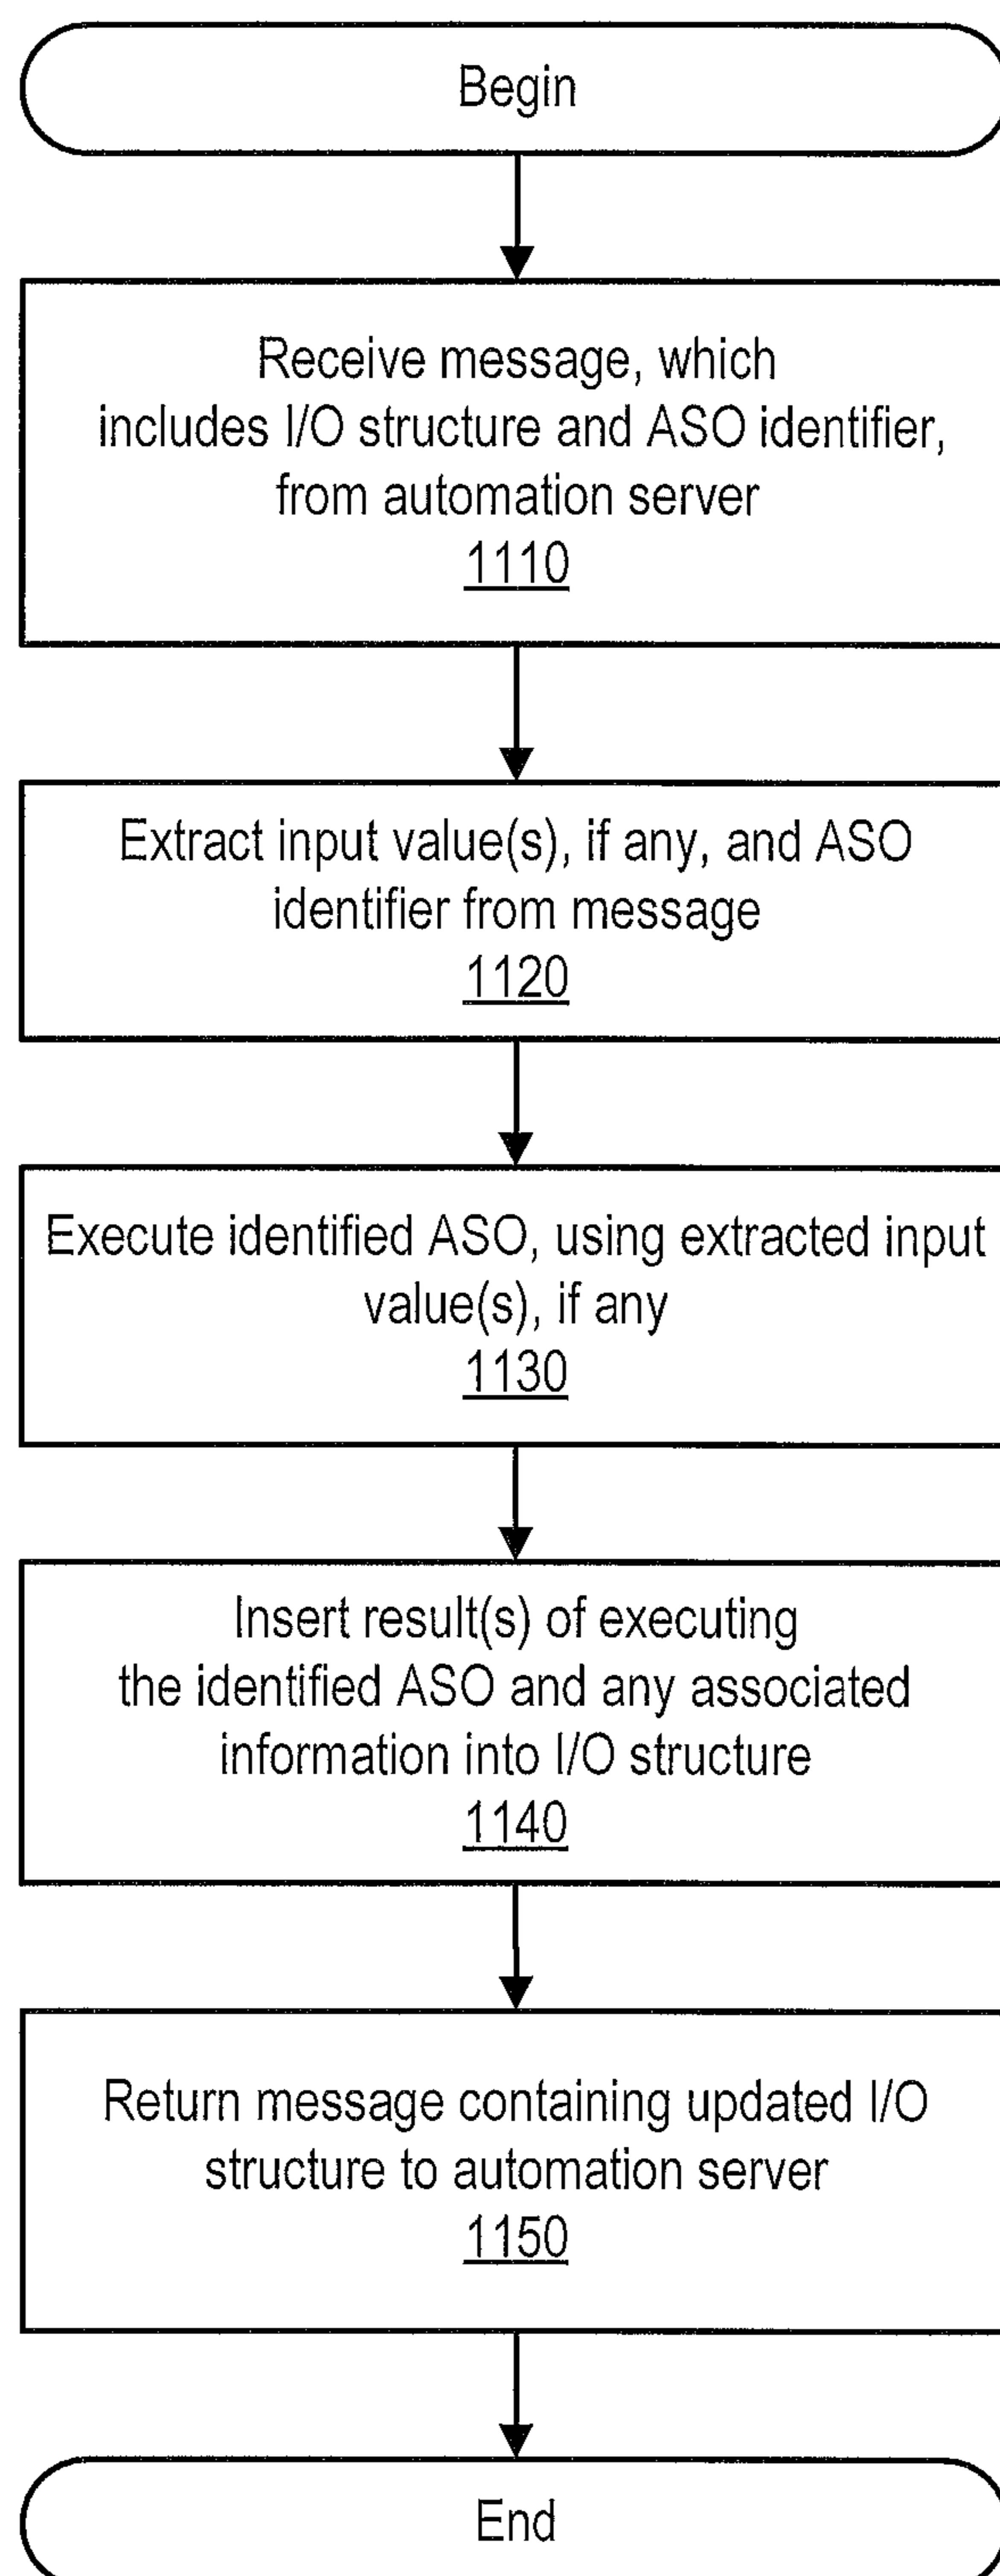 Begin
Receive message, which
includes I/O structure and ASO identifier,
from automation server
1110
Extract input value(s), if any, and ASO
identifier from message
1120
Execute identified ASO, using extracted input
value(s), if any
1130
Insert result(s) of executing
the identified ASO and any associated
information into I/O structure
1140
Return message containing updated I/O
structure to automation server
1150
End